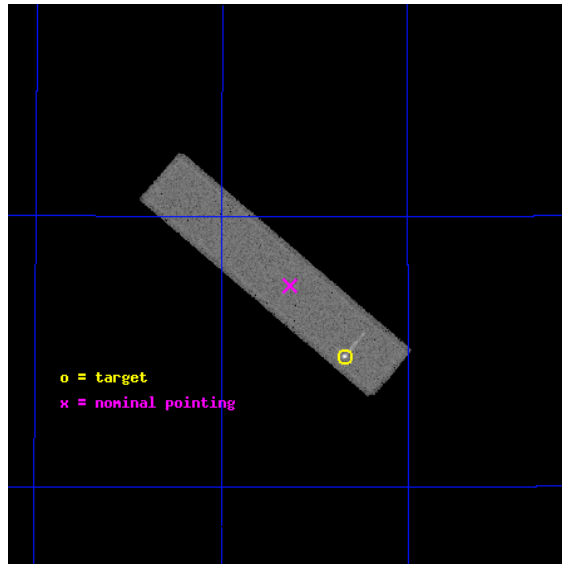 o = target
x = nominal pointing